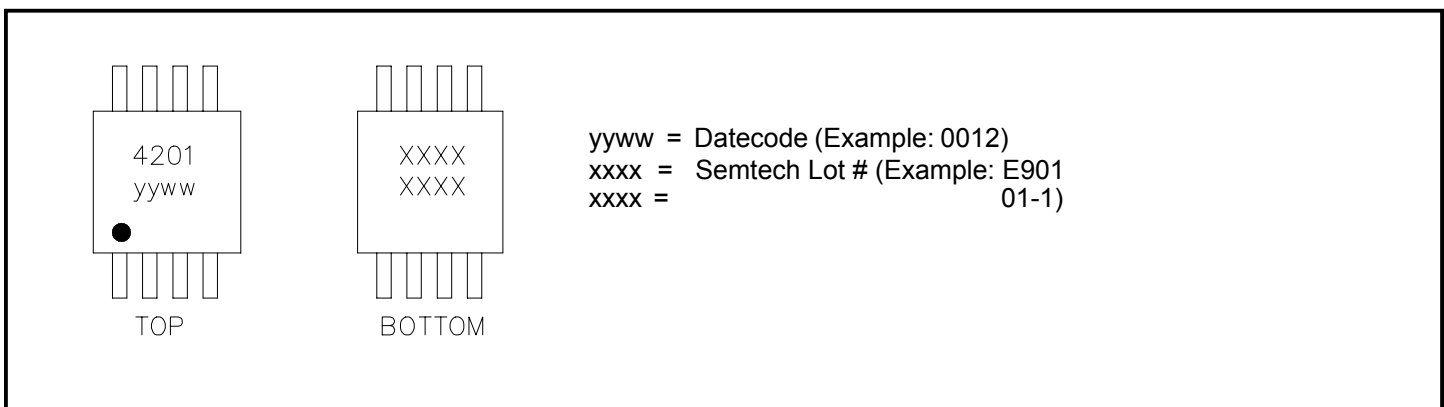 4201
yyww
TOP
XXXX
XXXX
BOTTOM
yyww = Datecode (Example: 0012)
xxxx = Semtech Lot # (Example: E901
xxxx = 01-1)